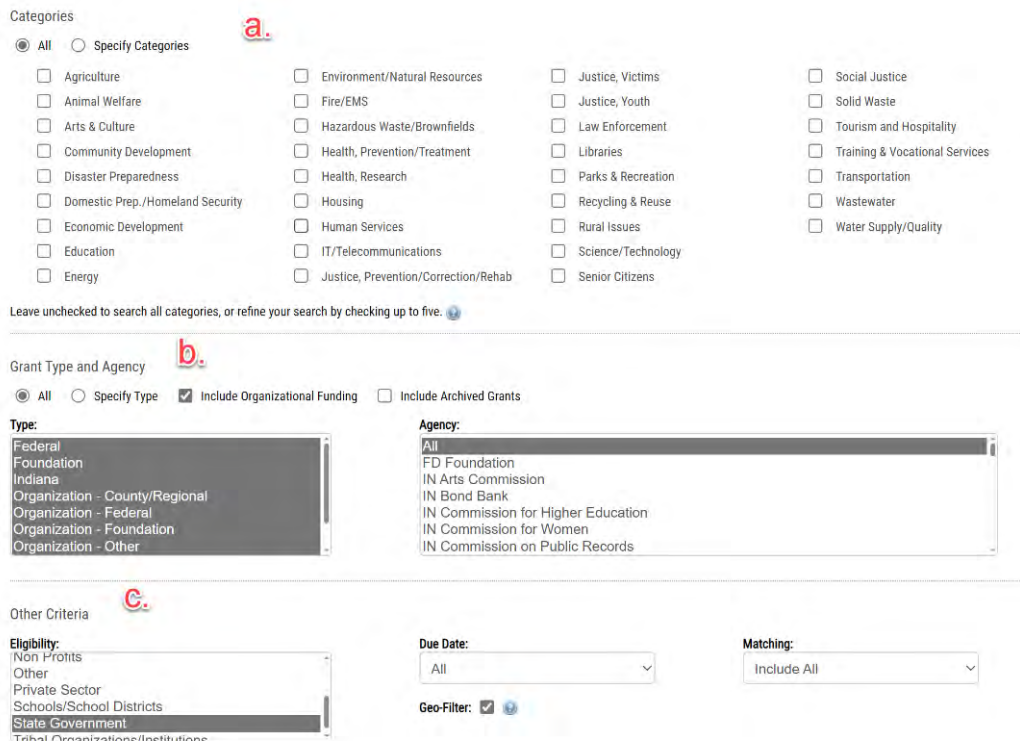 Categories
a.
All Specify Categories
Agriculture Environment/Natural Resources Justice, Victims Social Justice
Animal Welfare Fire/EMS Justice, Youth Solid Waste
Arts & Culture Hazardous Waste/Brownfields Law Enforcement Tourism and Hospitality
Community Development Health, Prevention/Treatment Libraries Training & Vocational Services
Disaster Preparedness Health, Research Parks & Recreation Transportation
Domestic Prep./Homeland Security Housing Recycling & Reuse Wastewater
Economic Development Human Services Rural Issues Water Supply/Quality
Education IT/Telecommunications Science/Technology
Energy Justice, Prevention/Correction/Rehab Senior Citizens
Leave unchecked to search all categories, or refine your search by checking up to five.
b.
Grant Type and Agency
All Specify Type Include Organizational Funding Include Archived Grants
Type: Agency:
Federal All
Foundation FD Foundation
Indiana IN Arts Commission
Organization - County/Regional IN Bond Bank
Organization - Federal IN Commission for Higher Education
Organization - Foundation IN Commission for Women
Organization - Other IN Commission on Public Records
c.
Other Criteria
Eligibility: Due Date: Matching:
Non Profits
Other All Include All
Private Sector
Schools/School Districts Geo-Filter:
State Government
Tribal Organizations/Institutions